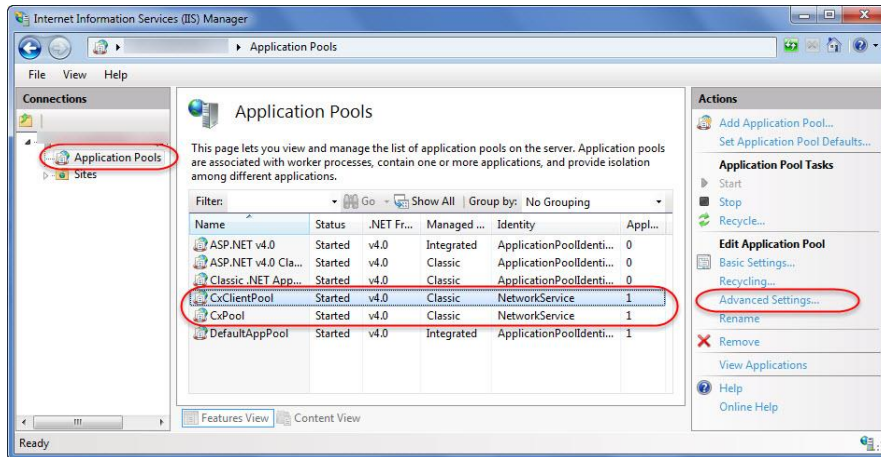 Internet Information Services (IIS) Manager
Application Pools
File View Help
Connections
Application Pools
Sites
Application Pools
This page lets you view and manage the list of application pools on the server. Application pools
are associated with worker processes, contain one or more applications, and provide isolation
among different applications.
Filter: Go Show All Group by: No Grouping
Name Status .NET Fr... Managed ... Identity Appl...
ASP.NET v4.0 Started v4.0 Integrated ApplicationPoolIdenti... 0
ASP.NET v4.0 Cla... Started v4.0 Classic ApplicationPoolIdenti... 0
Classic .NET App... Started v4.0 Classic ApplicationPoolIdenti... 0
CxClientPool Started v4.0 Classic NetworkService 1
CxPool Started v4.0 Classic NetworkService 1
DefaultAppPool Started v4.0 Integrated ApplicationPoolIdenti... 1
Features View Content View
Actions
Add Application Pool...
Set Application Pool Defaults...
Application Pool Tasks
Start
Stop
Recycle...
Edit Application Pool
Basic Settings...
Recycling...
Advanced Settings...
Rename
Remove
View Applications
Help
Online Help
Ready